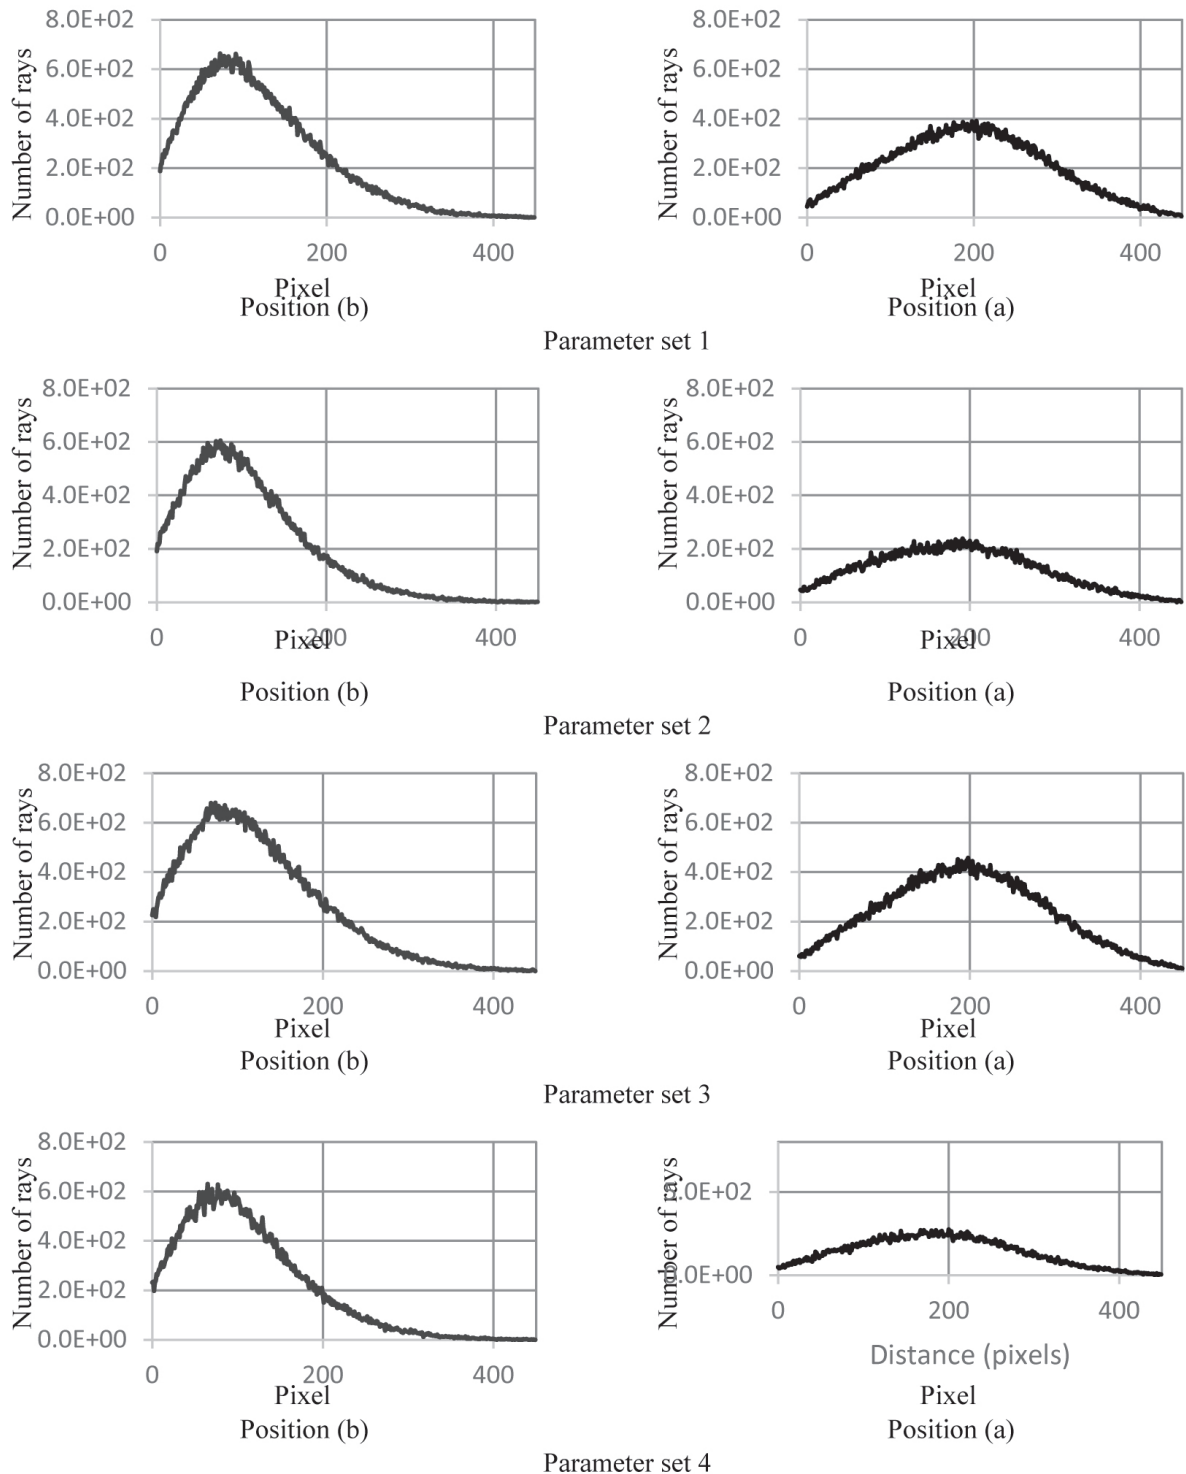 8.0E+02
6.0E+02
4.0E+02
2.0E+02
0.0E+00
Number of rays
0 200 400
Pixel
Position (b)
8.0E+02
6.0E+02
4.0E+02
2.0E+02
0.0E+00
Number of rays
0 200 400
Pixel
Position (a)
Parameter set 1
8.0E+02
6.0E+02
4.0E+02
2.0E+02
0.0E+00
Number of rays
0 200 400
Pixel
Position (b)
8.0E+02
6.0E+02
4.0E+02
2.0E+02
0.0E+00
Number of rays
0 200 400
Pixel
Position (a)
Parameter set 2
8.0E+02
6.0E+02
4.0E+02
2.0E+02
0.0E+00
Number of rays
0 200 400
Pixel
Position (b)
8.0E+02
6.0E+02
4.0E+02
2.0E+02
0.0E+00
Number of rays
0 200 400
Pixel
Position (a)
Parameter set 3
8.0E+02
6.0E+02
4.0E+02
2.0E+02
0.0E+00
Number of rays
0 200 400
Pixel
Position (b)
Number of rays
0 200 400
Distance (pixels)
Pixel
Position (a)
Parameter set 4